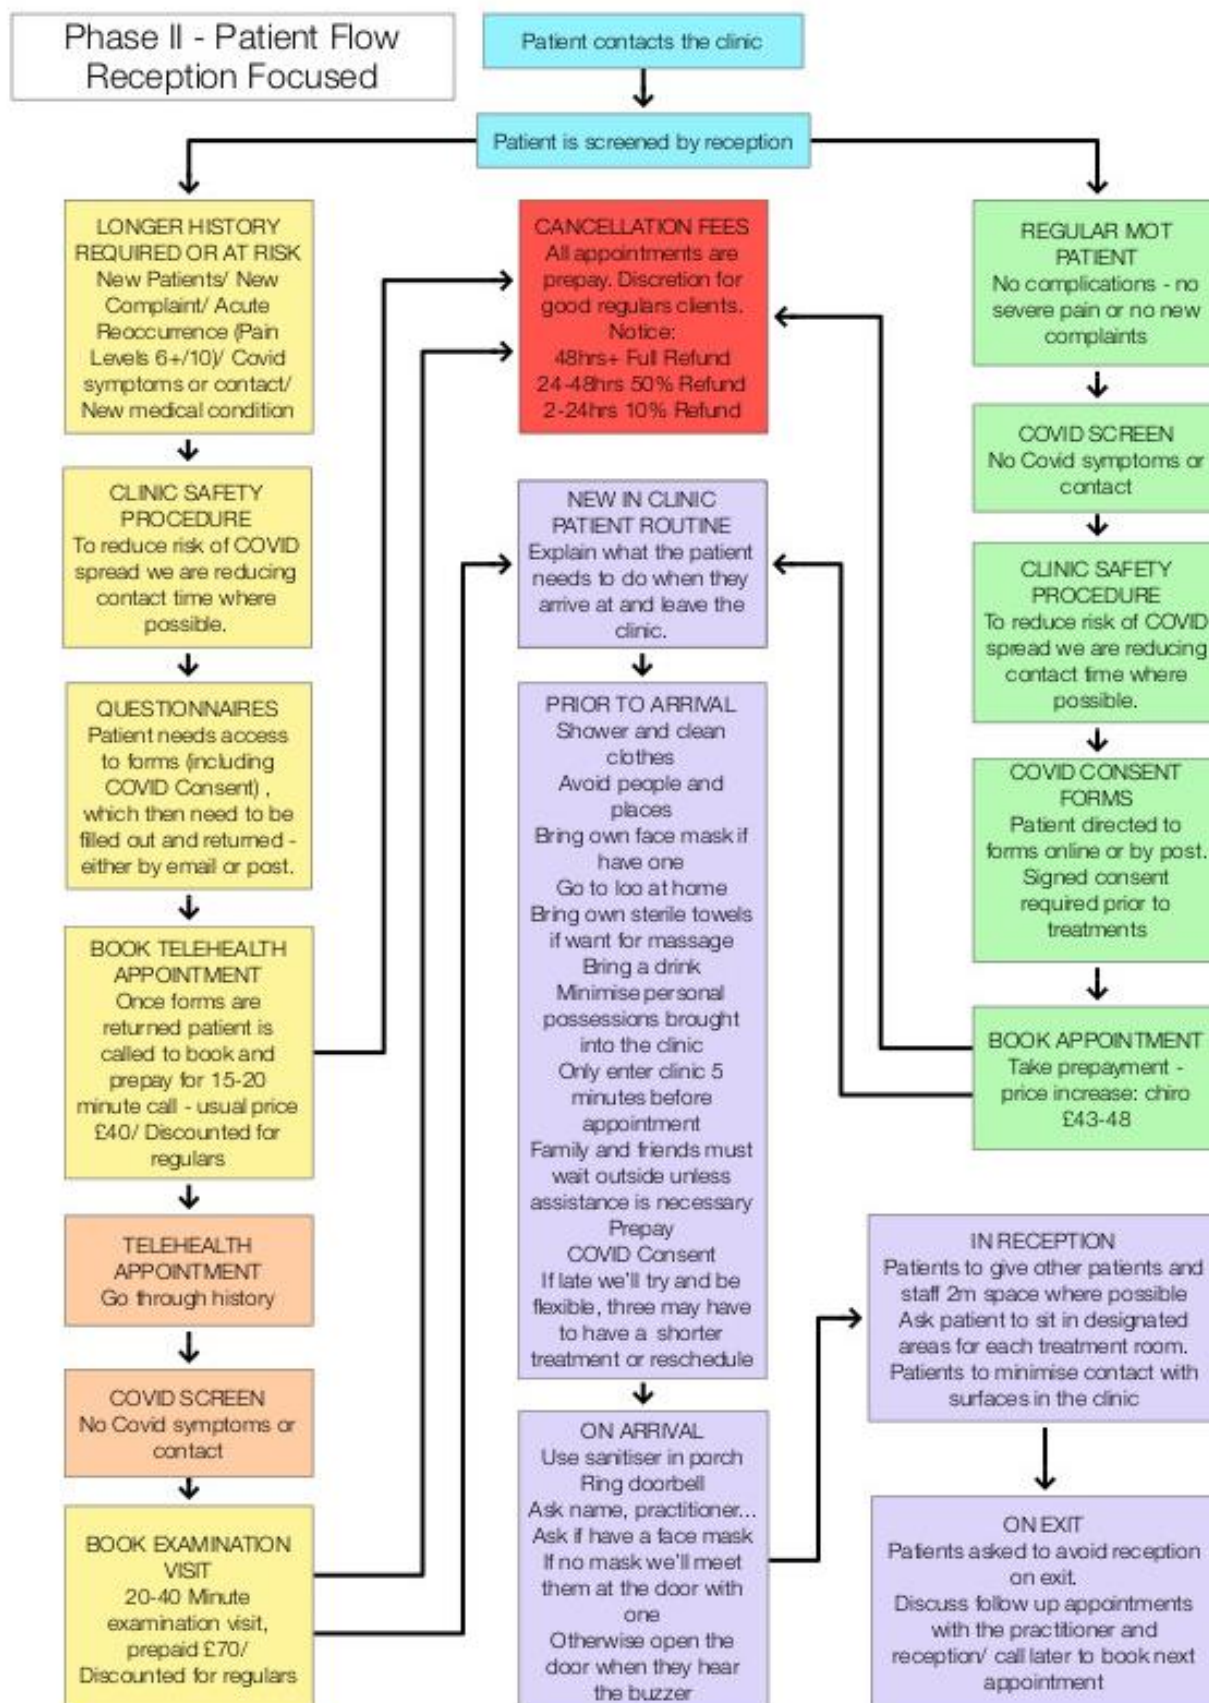 Phase II - Patient Flow
Reception Focused
Patient contacts the clinic
Patient is screened by reception
LONGER HISTORY
REQUIRED OR AT RISK
New Patients/ New
Complaint/ Acute
Reoccurrence (Pain
Levels 6+/10)/ Covid
symptoms or contact/
New medical condition
CLINIC SAFETY
PROCEDURE
To reduce risk of COVID
spread we are reducing
contact time where
possible.
QUESTIONNAIRES
Patient needs access
to forms (including
COVID Consent) ,
which then need to be
filled out and returned -
either by email or post.
BOOK TELEHEALTH
APPOINTMENT
Once forms are
returned patient is
called to book and
prepay for 15-20
minute call - usual price
£40/ Discounted for
regulars
TELEHEALTH
APPOINTMENT
Go through history
COVID SCREEN
No Covid symptoms or
contact
BOOK EXAMINATION
VISIT
20-40 Minute
examination visit,
prepaid £70/
Discounted for regulars
CANCELLATION FEES
All appointments are
prepay. Discretion for
good regulars clients.
Notice:
48hrs+ Full Refund
24-48hrs 50% Refund
2-24hrs 10% Refund
NEW IN CLINIC
PATIENT ROUTINE
Explain what the patient
needs to do when they
arrive at and leave the
clinic.
PRIOR TO ARRIVAL
Shower and clean
clothes
Avoid people and
places
Bring own face mask if
have one
Go to loo at home
Bring own sterile towels
if want for massage
Bring a drink
Minimise personal
possessions brought
into the clinic
Only enter clinic 5
minutes before
appointment
Family and friends must
wait outside unless
assistance is necessary
Prepay
COVID Consent
If late we'll try and be
flexible, three may have
to have a shorter
treatment or reschedule
ON ARRIVAL
Use sanitiser in porch
Ring doorbell
Ask name, practitioner...
Ask if have a face mask
If no mask we'll meet
them at the door with
one
Otherwise open the
door when they hear
the buzzer
REGULAR MOT
PATIENT
No complications - no
severe pain or no new
complaints
COVID SCREEN
No Covid symptoms or
contact
CLINIC SAFETY
PROCEDURE
To reduce risk of COVID
spread we are reducing
contact time where
possible.
COVID CONSENT
FORMS
Patient directed to
forms online or by post.
Signed consent
required prior to
treatments
BOOK APPOINTMENT
Take prepayment -
price increase: chiro
£43-48
IN RECEPTION
Patients to give other patients and
staff 2m space where possible
Ask patient to sit in designated
areas for each treatment room.
Patients to minimise contact with
surfaces in the clinic
ON EXIT
Patients asked to avoid reception
on exit.
Discuss follow up appointments
with the practitioner and
reception/ call later to book next
appointment